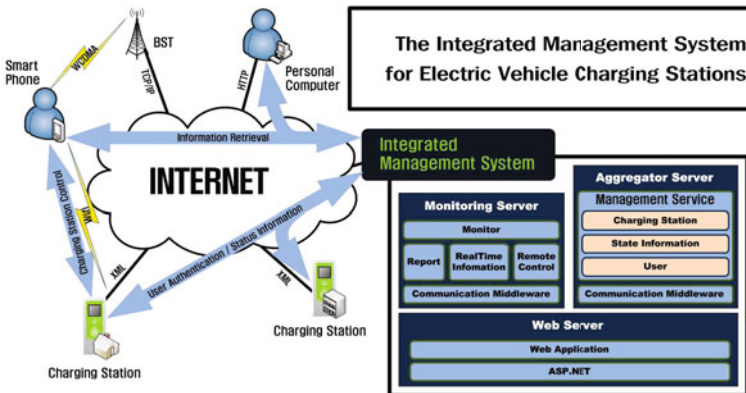 The Integrated Management System
for Electric Vehicle Charging Stations
BST
Smart
Phone
WCDMA
TCP/IP
HTTP
Personal
Computer
Information Retrieval
INTERNET
Integrated
Management System
Charging Station Control
Wifi
User Authentication / Status Information
XML
XML
Charging Station
Charging Station
Monitoring Server
Monitor
Report
RealTime
Infomation
Remote
Control
Communication Middleware
Aggregator Server
Management Service
Charging Station
State Information
User
Communication Middleware
Web Server
Web Application
ASP.NET